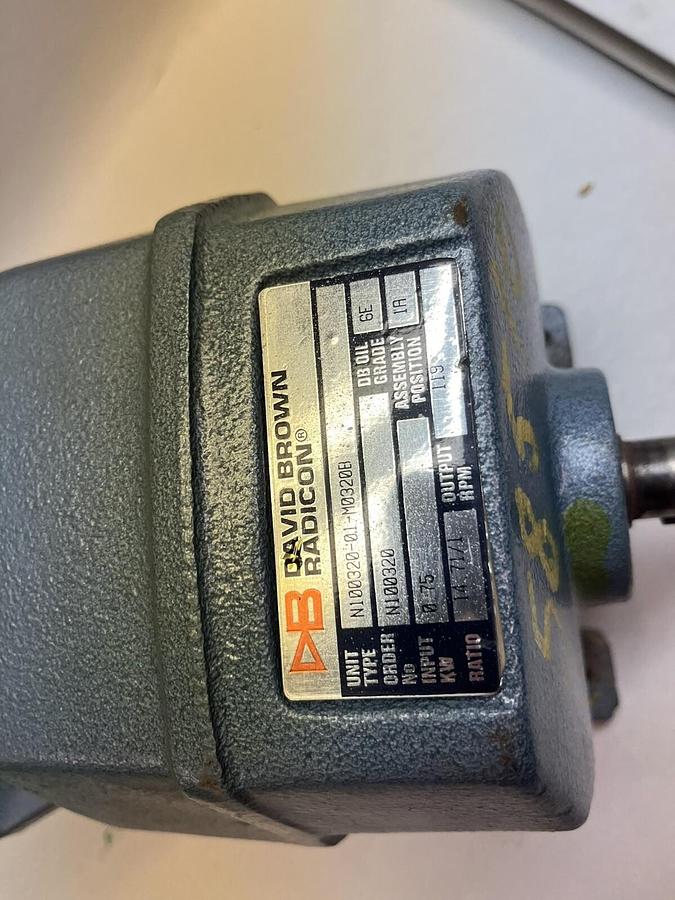 DB DAVID BROWN
RADICON®
UNIT TYPE N100320-01-M0320B
ORDER No N100320
DB OIL GRADE 6E
INPUT KW 0.75
ASSEMBLY POSITION 1A
RATIO 14.71/1
OUTPUT RPM 119